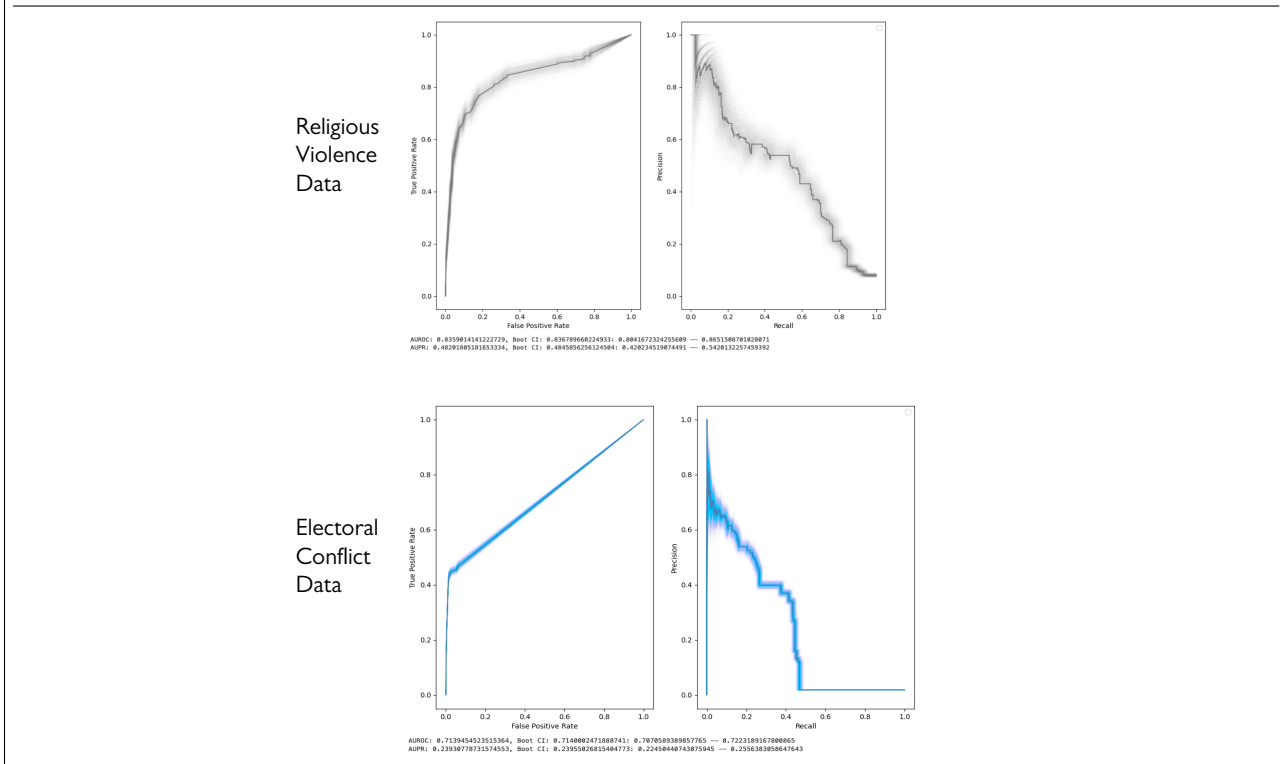 Religious
Violence
Data
True Positive Rate
1.0
0.8
0.6
0.4
0.2
0.0
0.0 0.2 0.4 0.6 0.8 1.0
False Positive Rate
Precision
1.0
0.8
0.6
0.4
0.2
0.0
0.0 0.2 0.4 0.6 0.8 1.0
Recall
AUROC: 0.8359014141222729, Boot CI: 0.836789660224933: 0.8041672324255609 —— 0.8651508701028071
AUPR: 0.48201805181653334, Boot CI: 0.4845856256124504: 0.420234519074491 —— 0.5420132257459392
Electoral
Conflict
Data
True Positive Rate
1.0
0.8
0.6
0.4
0.2
0.0
0.0 0.2 0.4 0.6 0.8 1.0
False Positive Rate
Precision
1.0
0.8
0.6
0.4
0.2
0.0
0.0 0.2 0.4 0.6 0.8 1.0
Recall
AUROC: 0.7139454523515364, Boot CI: 0.7140002471888741: 0.7070589389857765 —— 0.7223189167800865
AUPR: 0.23930778731574553, Boot CI: 0.23955026815404773: 0.22450440743075945 —— 0.2556383058647643